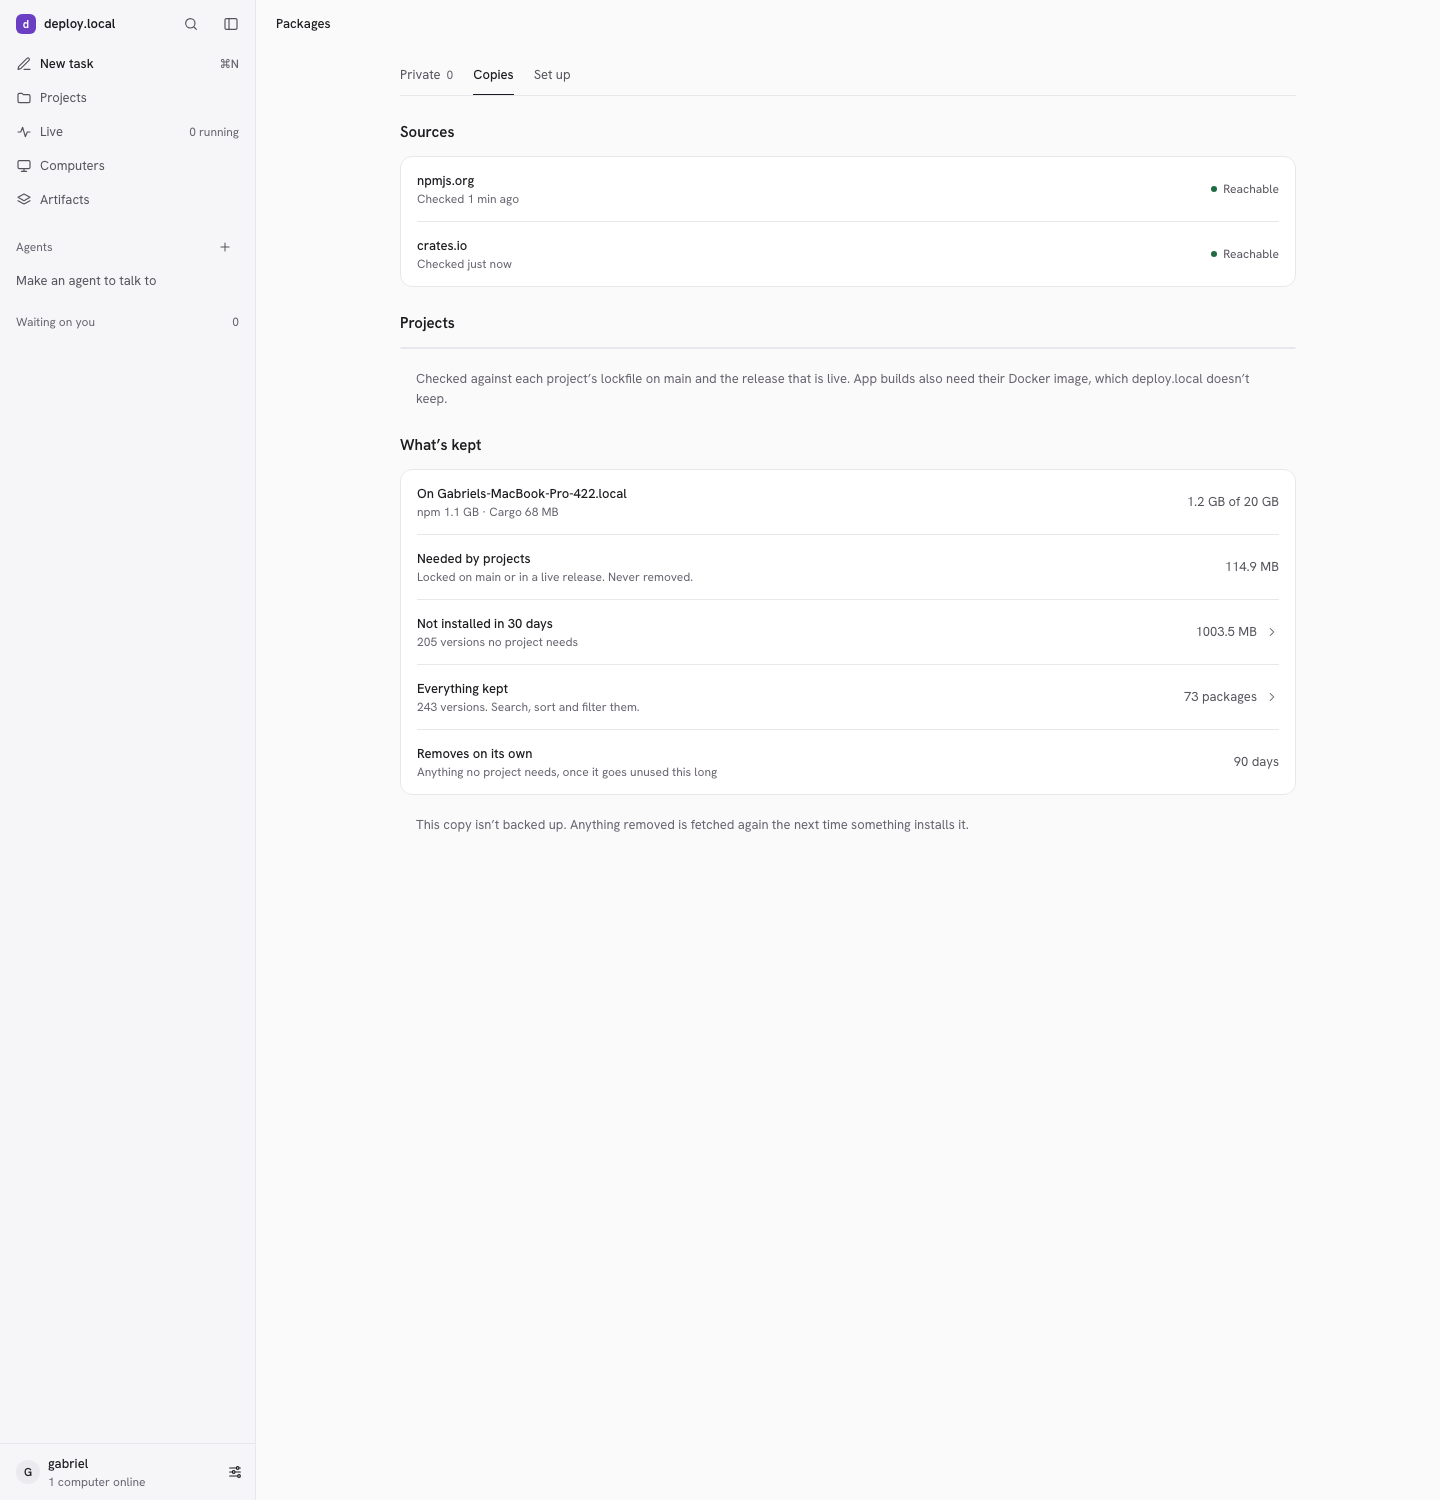 d deploy.local
New task ⌘N
Projects
Live 0 running
Computers
Artifacts
Agents
Make an agent to talk to
Waiting on you 0
Packages
Private 0 Copies Set up
Sources
npmjs.org
Checked 1 min ago
Reachable
crates.io
Checked just now
Reachable
Projects
Checked against each project’s lockfile on main and the release that is live. App builds also need their Docker image, which deploy.local doesn’t
keep.
What’s kept
On Gabriels-MacBook-Pro-422.local
npm 1.1 GB · Cargo 68 MB
1.2 GB of 20 GB
Needed by projects
Locked on main or in a live release. Never removed.
114.9 MB
Not installed in 30 days
205 versions no project needs
1003.5 MB
Everything kept
243 versions. Search, sort and filter them.
73 packages
Removes on its own
Anything no project needs, once it goes unused this long
90 days
This copy isn’t backed up. Anything removed is fetched again the next time something installs it.
G gabriel
1 computer online